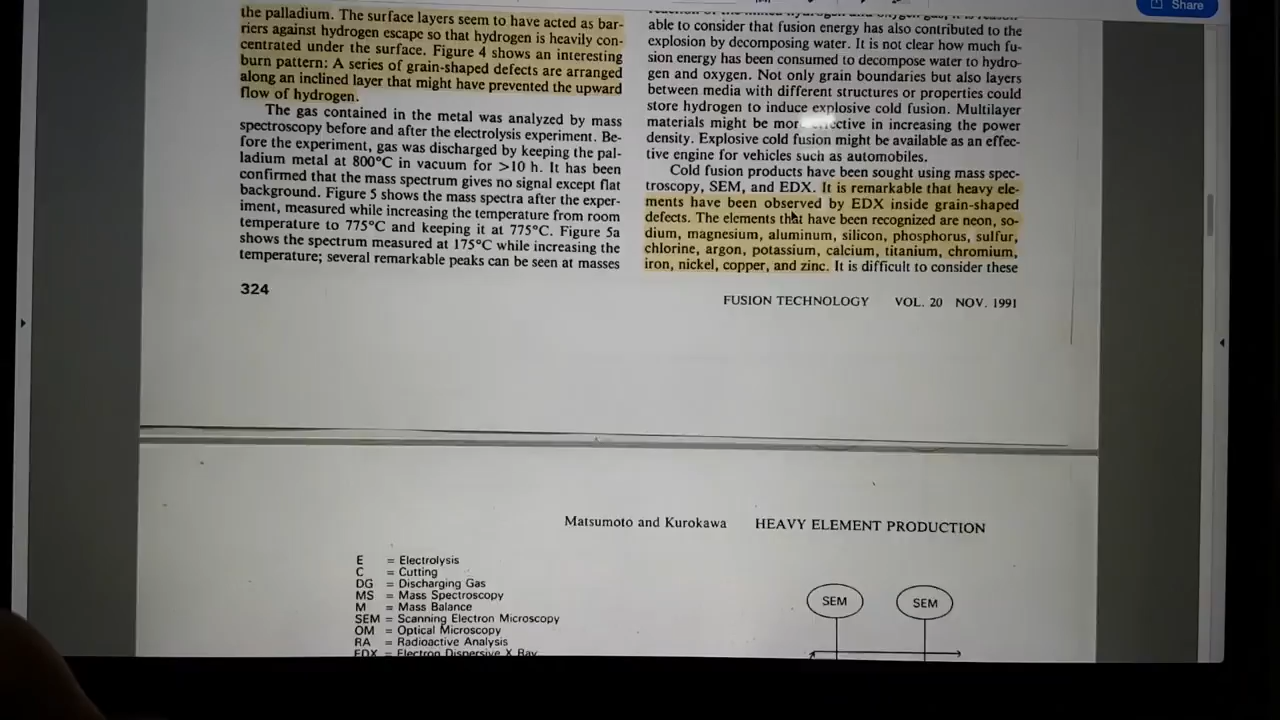 Share
the palladium. The surface layers seem to have acted as bar-
riers against hydrogen escape so that hydrogen is heavily con-
centrated under the surface. Figure 4 shows an interesting
burn pattern: A series of grain-shaped defects are arranged
along an inclined layer that might have prevented the upward
flow of hydrogen.
The gas contained in the metal was analyzed by mass
spectroscopy before and after the electrolysis experiment. Be-
fore the experiment, gas was discharged by keeping the pal-
ladium metal at 800°C in vacuum for >10 h. It has been
confirmed that the mass spectrum gives no signal except flat
background. Figure 5 shows the mass spectra after the exper-
iment, measured while increasing the temperature from room
temperature to 775°C and keeping it at 775°C. Figure 5a
shows the spectrum measured at 175°C while increasing the
temperature; several remarkable peaks can be seen at masses
324
able to consider that fusion energy has also contributed to the
explosion by decomposing water. It is not clear how much fu-
sion energy has been consumed to decompose water to hydro-
gen and oxygen. Not only grain boundaries but also layers
between media with different structures or properties could
store hydrogen to induce explosive cold fusion. Multilayer
materials might be in increasing the power
density. Explosive cold fusion might be available as an effec-
tive engine for vehicles such as automobiles.
Cold fusion products have been sought using mass spec-
troscopy, SEM, and EDX. It is remarkable that heavy ele-
ments have been observed by EDX inside grain-shaped
defects. The elements that have been recognized are neon, so-
dium, magnesium, aluminum, silicon, phosphorus, sulfur,
chlorine, argon, potassium, calcium, titanium, chromium,
iron, nickel, copper, and zinc. It is difficult to consider these
FUSION TECHNOLOGY VOL. 20 NOV. 1991
Matsumoto and Kurokawa HEAVY ELEMENT PRODUCTION
E = Electrolysis
C = Cutting
DG = Discharging Gas
MS = Mass Spectroscopy
M = Mass Balance
SEM = Scanning Electron Microscopy
OM = Optical Microscopy
RA = Radioactive Analysis
EDX = Electron Dispersive X Ray
SEM
SEM